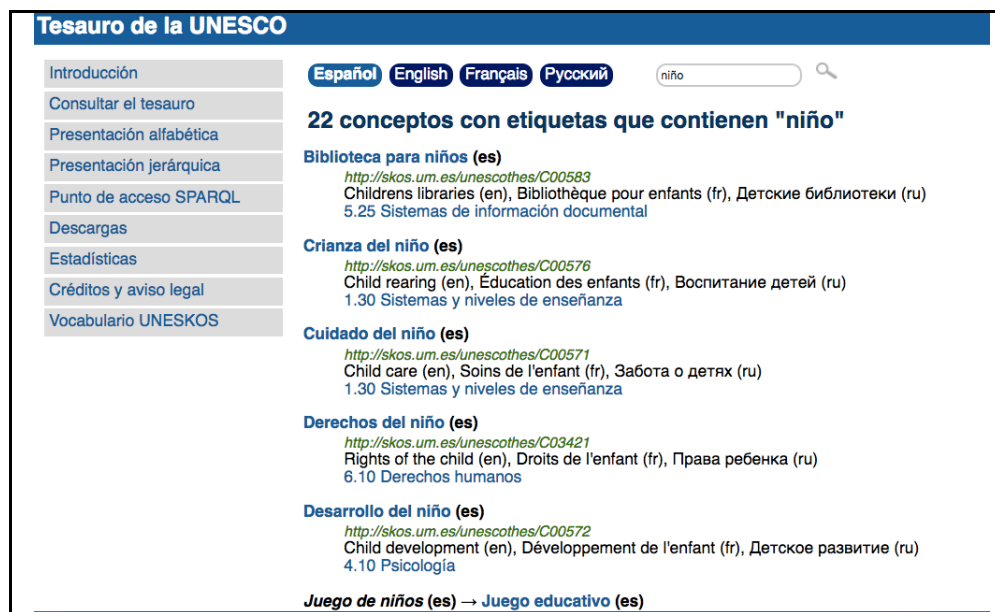 Tesauro de la UNESCO
Introducción
Consultar el tesauro
Presentación alfabética
Presentación jerárquica
Punto de acceso SPARQL
Descargas
Estadísticas
Créditos y aviso legal
Vocabulario UNESKOS
Español English Français Русский niño
22 conceptos con etiquetas que contienen "niño"
Biblioteca para niños (es)
http://skos.um.es/unescothes/C00583
Childrens libraries (en), Bibliothèque pour enfants (fr), Детские библиотеки (ru)
5.25 Sistemas de información documental
Crianza del niño (es)
http://skos.um.es/unescothes/C00576
Child rearing (en), Éducation des enfants (fr), Воспитание детей (ru)
1.30 Sistemas y niveles de enseñanza
Cuidado del niño (es)
http://skos.um.es/unescothes/C00571
Child care (en), Soins de l'enfant (fr), Забота о детях (ru)
1.30 Sistemas y niveles de enseñanza
Derechos del niño (es)
http://skos.um.es/unescothes/C03421
Rights of the child (en), Droits de l'enfant (fr), Права ребенка (ru)
6.10 Derechos humanos
Desarrollo del niño (es)
http://skos.um.es/unescothes/C00572
Child development (en), Développement de l'enfant (fr), Детское развитие (ru)
4.10 Psicología
Juego de niños (es) → Juego educativo (es)